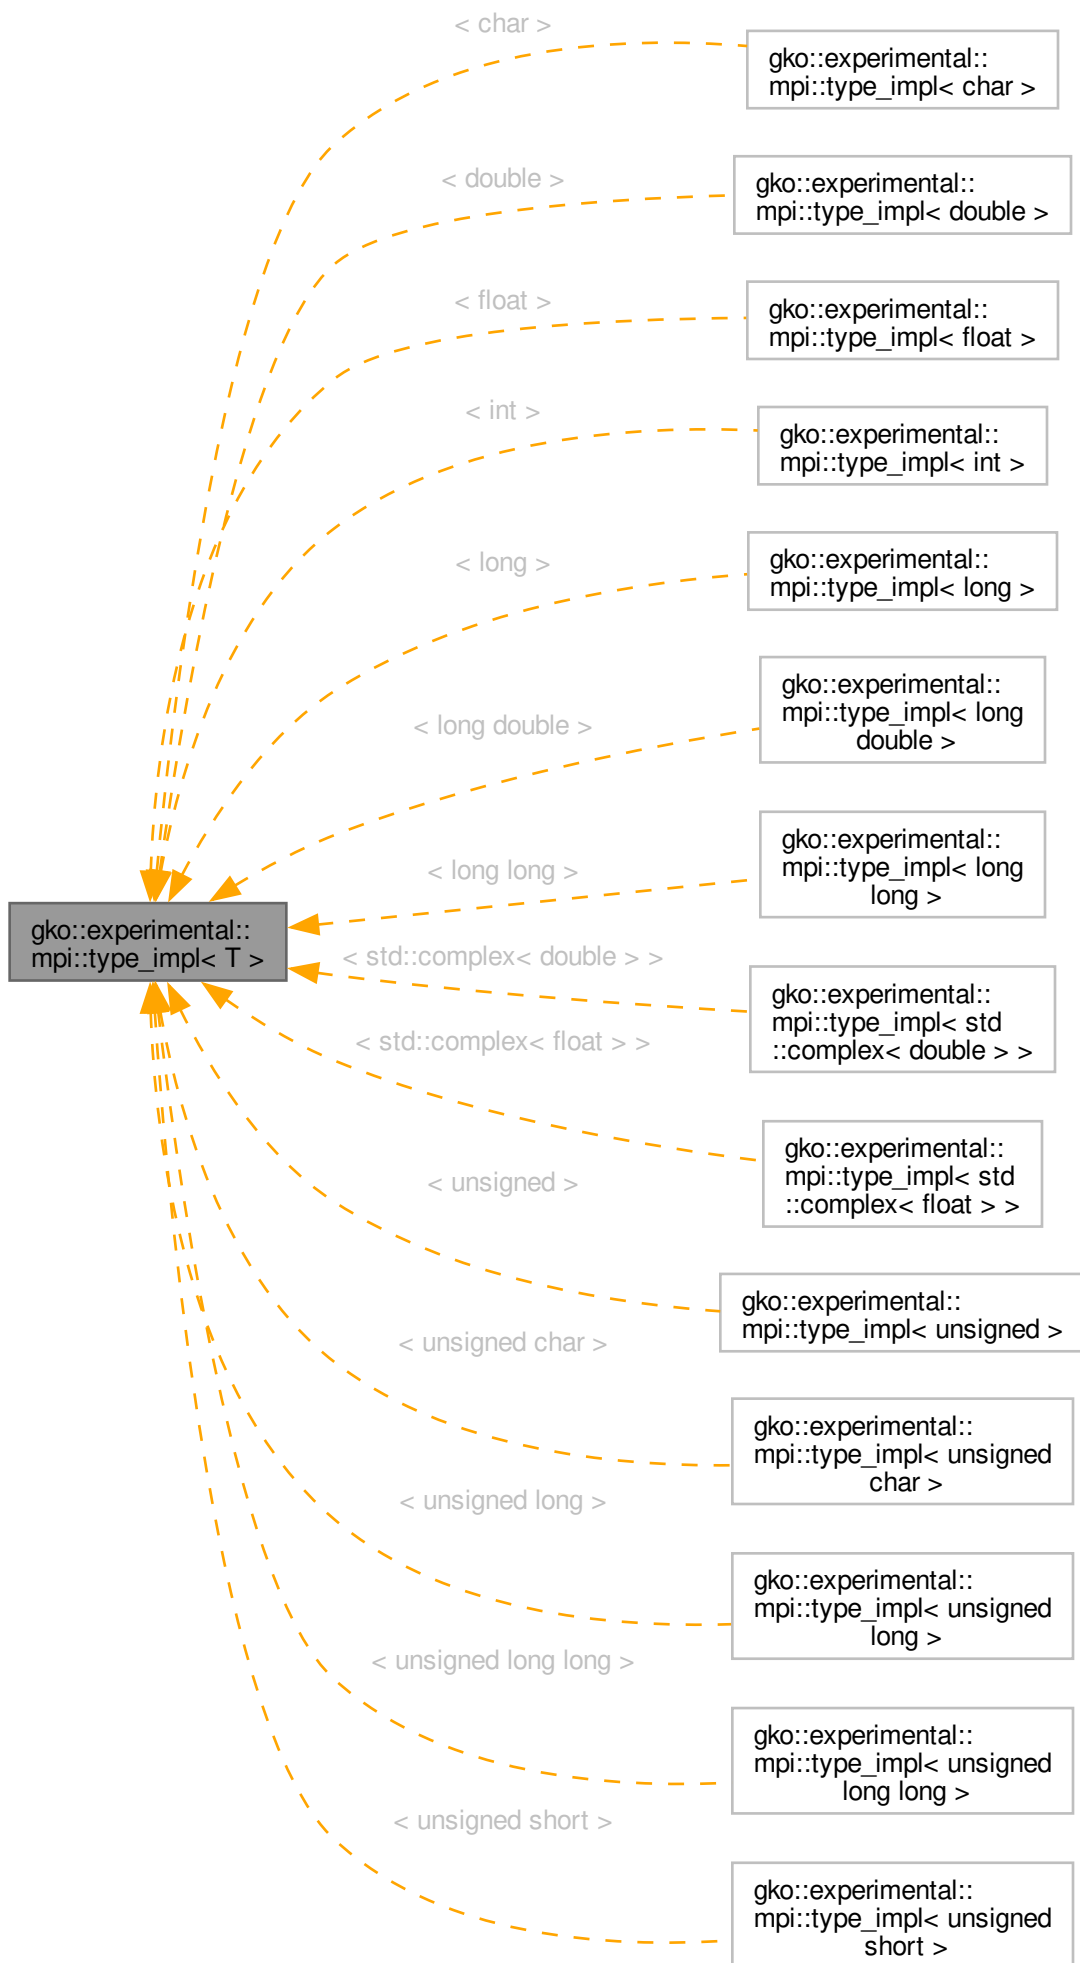 < char >
gko::experimental::
mpi::type_impl< char >
< double >
gko::experimental::
mpi::type_impl< double >
< float >
gko::experimental::
mpi::type_impl< float >
< int >
gko::experimental::
mpi::type_impl< int >
< long >
gko::experimental::
mpi::type_impl< long >
< long double >
gko::experimental::
mpi::type_impl< long
double >
< long long >
gko::experimental::
mpi::type_impl< long
long >
gko::experimental::
mpi::type_impl< T >
< std::complex< double > >
gko::experimental::
mpi::type_impl< std
::complex< double > >
< std::complex< float > >
gko::experimental::
mpi::type_impl< std
::complex< float > >
< unsigned >
gko::experimental::
mpi::type_impl< unsigned >
< unsigned char >
gko::experimental::
mpi::type_impl< unsigned
char >
< unsigned long >
gko::experimental::
mpi::type_impl< unsigned
long >
< unsigned long long >
gko::experimental::
mpi::type_impl< unsigned
long long >
< unsigned short >
gko::experimental::
mpi::type_impl< unsigned
short >